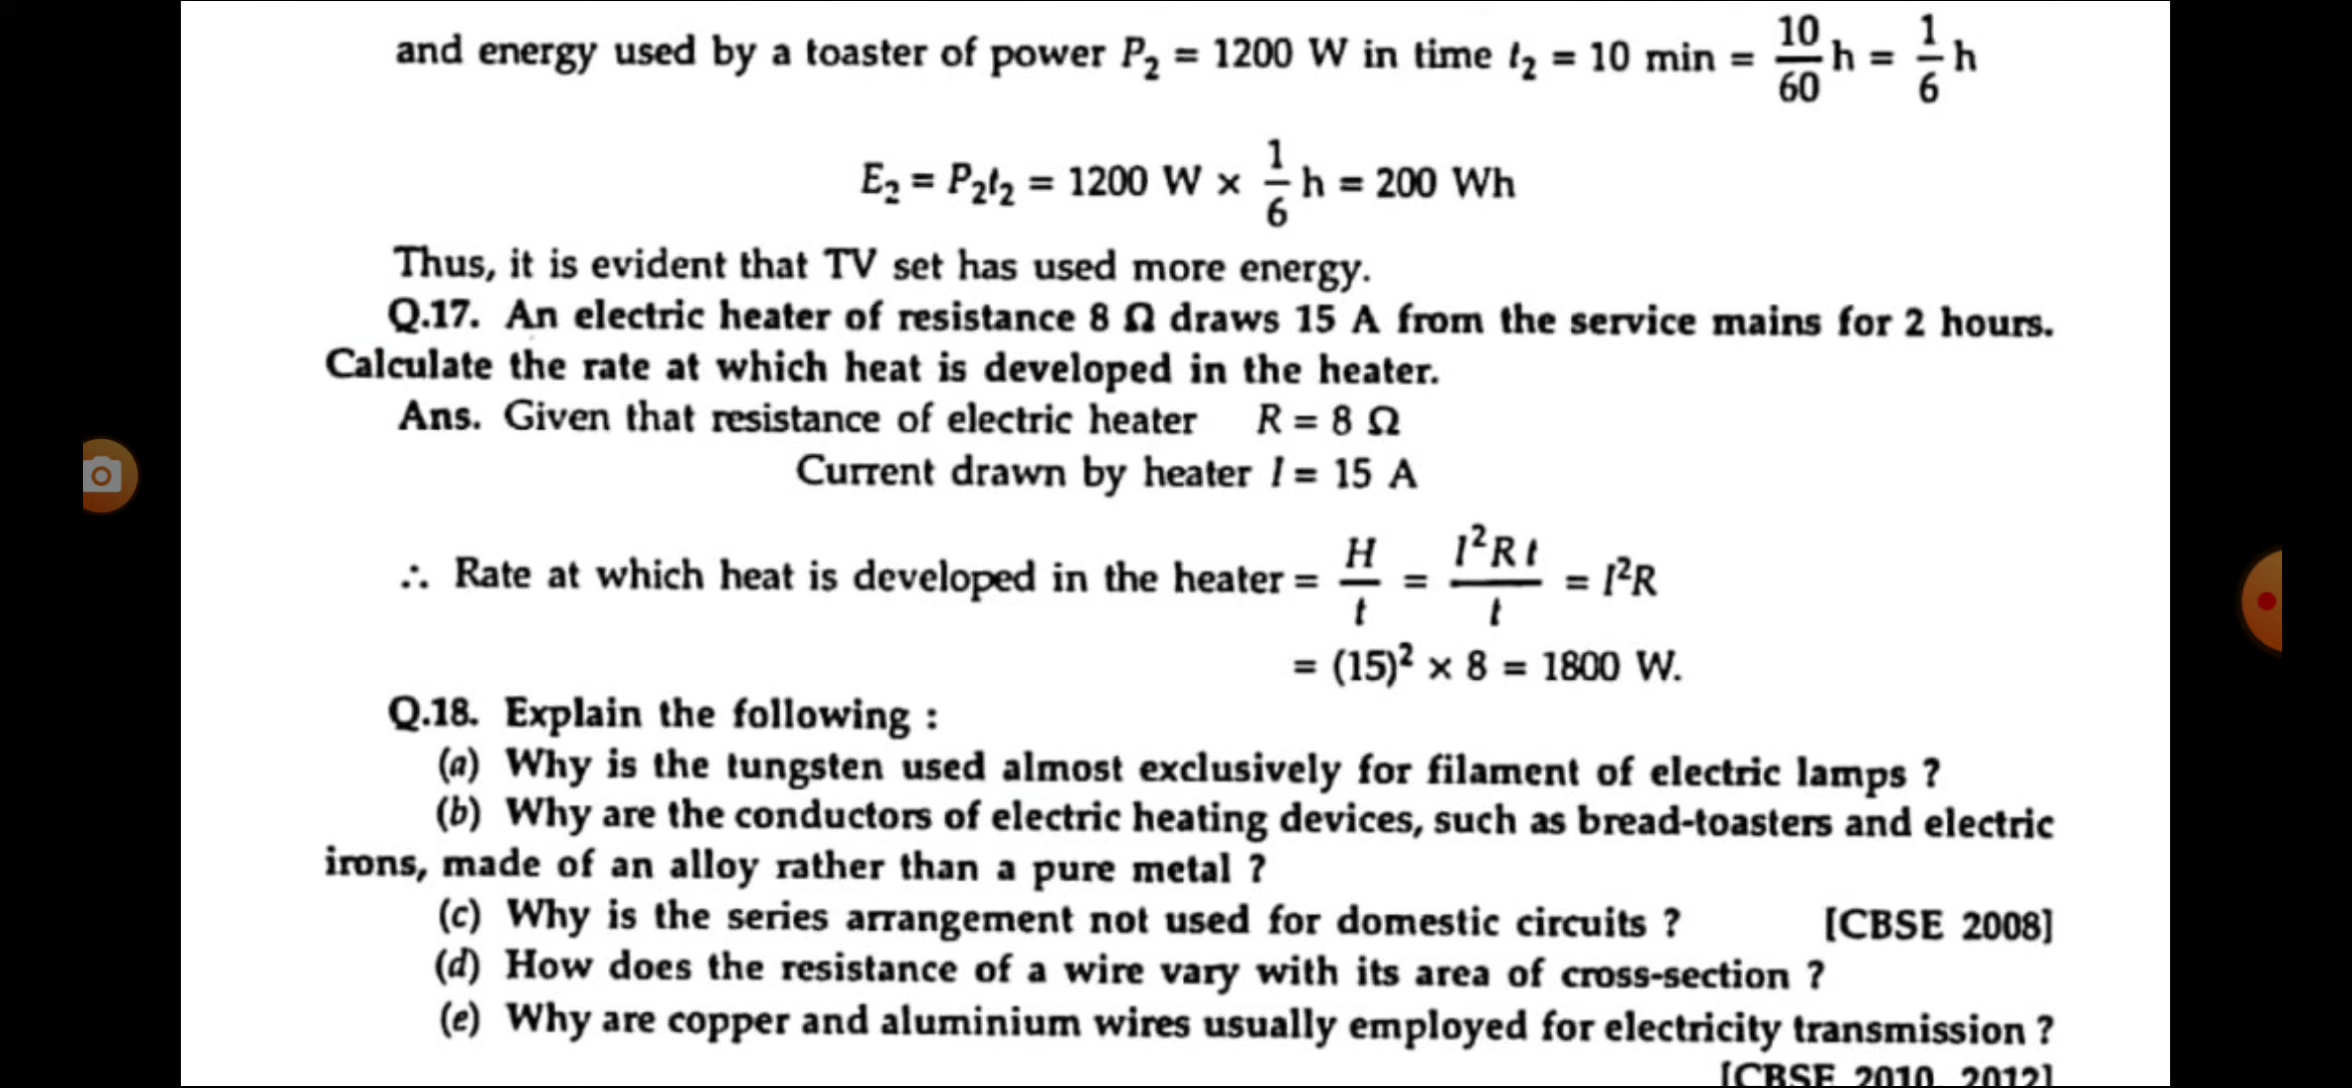 and energy used by a toaster of power P₂ = 1200 W in time t₂ = 10 min = 10/60 h = 1/6 h
E₂ = P₂t₂ = 1200 W × 1/6 h = 200 Wh
Thus, it is evident that TV set has used more energy.
Q.17. An electric heater of resistance 8 Ω draws 15 A from the service mains for 2 hours.
Calculate the rate at which heat is developed in the heater.
Ans. Given that resistance of electric heater R = 8 Ω
Current drawn by heater I = 15 A
∴ Rate at which heat is developed in the heater = H/t = I²Rt/t = I²R
= (15)² × 8 = 1800 W.
Q.18. Explain the following :
(a) Why is the tungsten used almost exclusively for filament of electric lamps ?
(b) Why are the conductors of electric heating devices, such as bread-toasters and electric
irons, made of an alloy rather than a pure metal ?
(c) Why is the series arrangement not used for domestic circuits ? [CBSE 2008]
(d) How does the resistance of a wire vary with its area of cross-section ?
(e) Why are copper and aluminium wires usually employed for electricity transmission ?
[CBSE 2010, 2012]